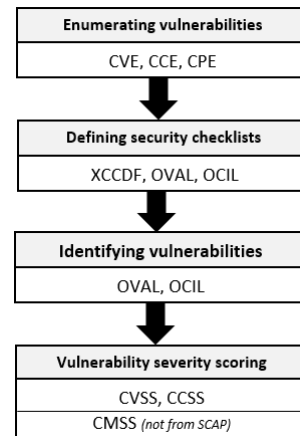 Enumerating vulnerabilities
CVE, CCE, CPE
Defining security checklists
XCCDF, OVAL, OCIL
Identifying vulnerabilities
OVAL, OCIL
Vulnerability severity scoring
CVSS, CCSS
CMSS (not from SCAP)